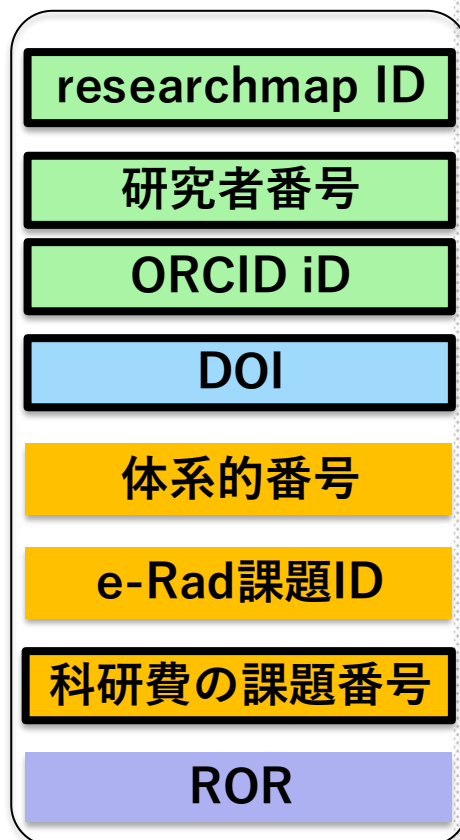 researchmap ID
研究者番号
ORCID iD
DOI
体系的番号
e-Rad課題ID
科研費の課題番号
ROR